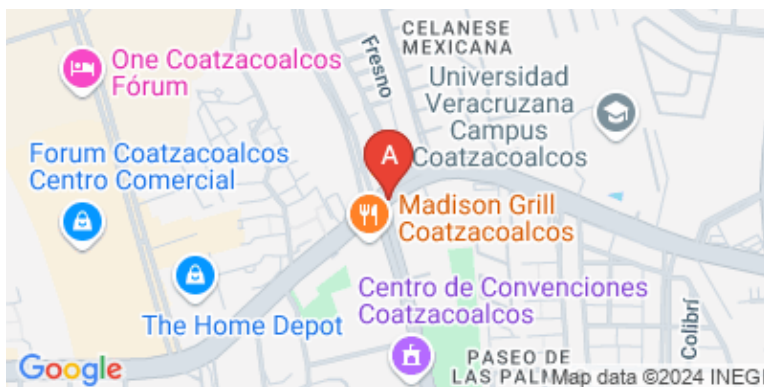 CELANESE
MEXICANA
Fresno
One Coatzacoalcos
Fórum
Universidad
Veracruzana
Campus
Coatzacoalcos
Forum Coatzacoalcos
Centro Comercial
A
Madison Grill
Coatzacoalcos
The Home Depot
Centro de Convenciones
Coatzacoalcos
Colibrí
PASEO DE
LAS PALM
Google
Map data ©2024 INEGI